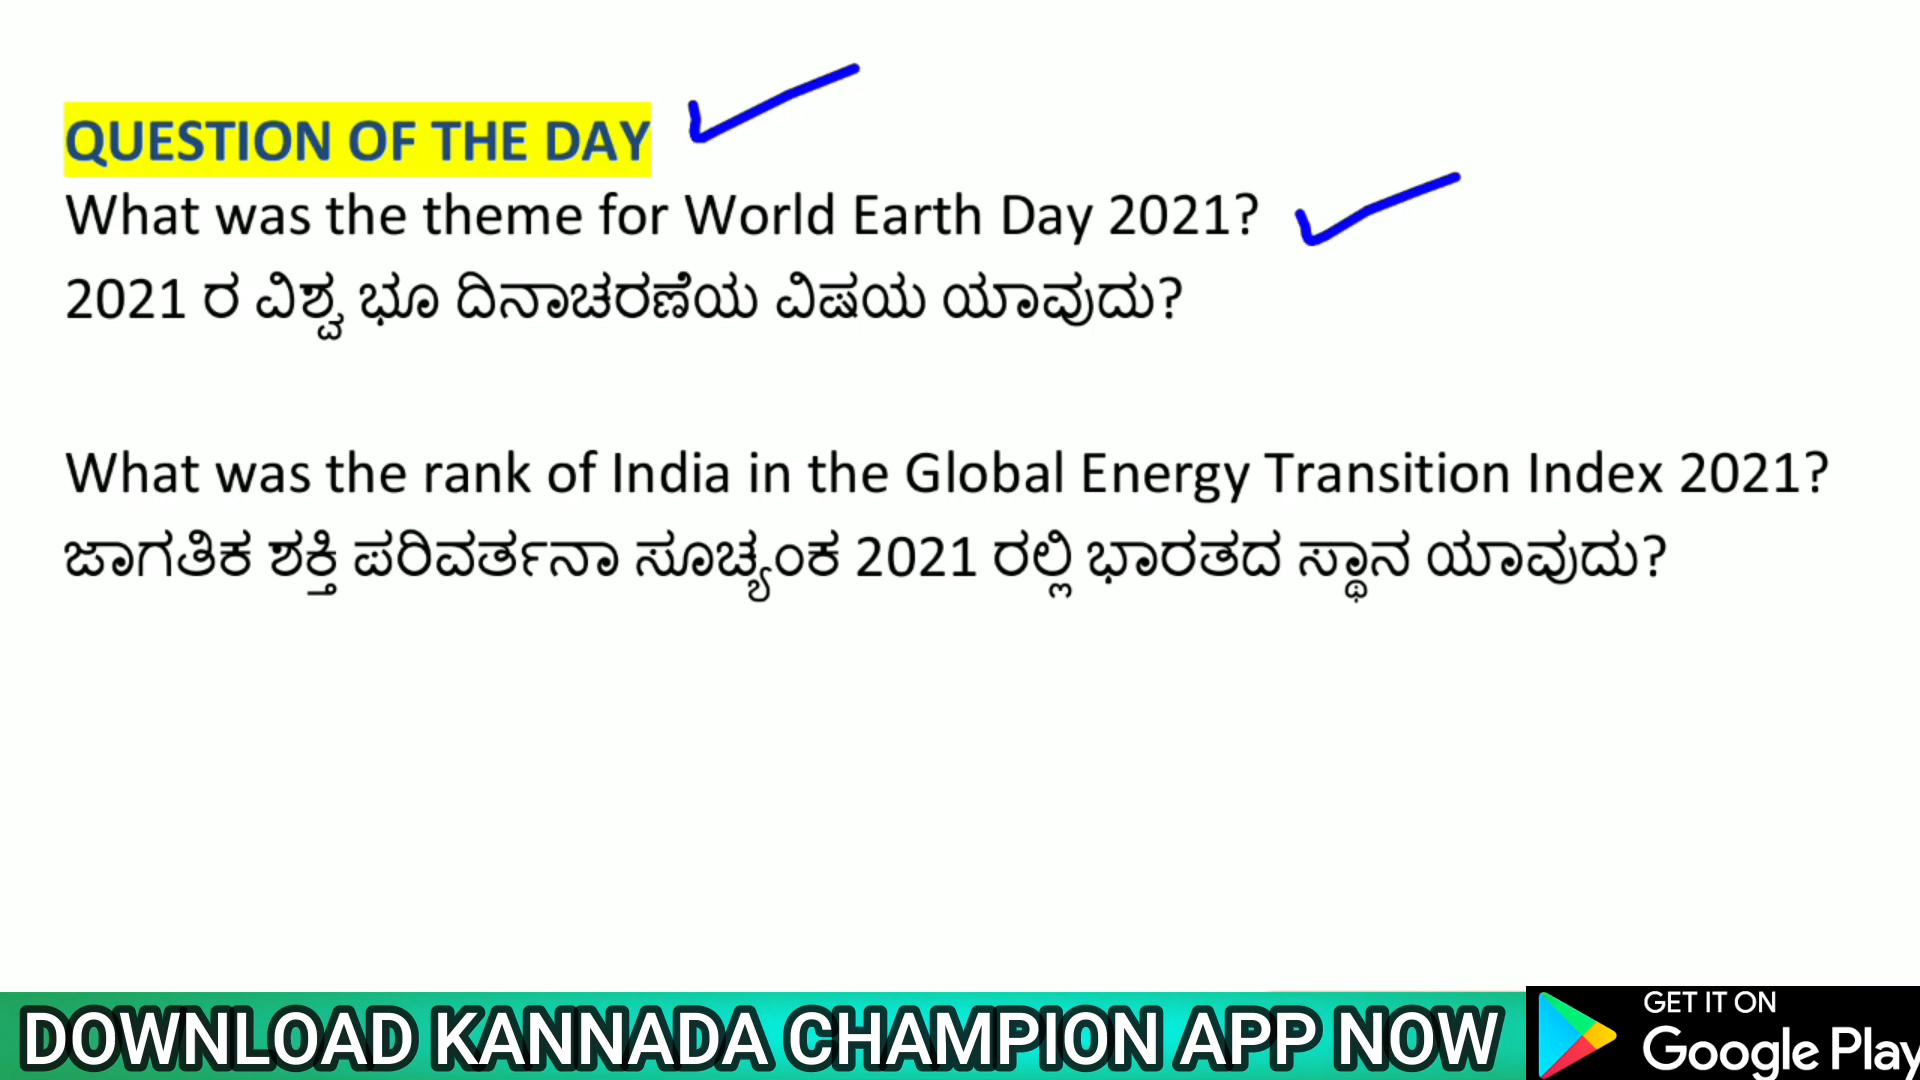 QUESTION OF THE DAY
What was the theme for World Earth Day 2021?
2021 ರ ವಿಶ್ವ ಭೂ ದಿನಾಚರಣೆಯ ವಿಷಯ ಯಾವುದು?
What was the rank of India in the Global Energy Transition Index 2021?
ಜಾಗತಿಕ ಶಕ್ತಿ ಪರಿವರ್ತನಾ ಸೂಚ್ಯಂಕ 2021 ರಲ್ಲಿ ಭಾರತದ ಸ್ಥಾನ ಯಾವುದು?
DOWNLOAD KANNADA CHAMPION APP NOW
GET IT ON
Google Play